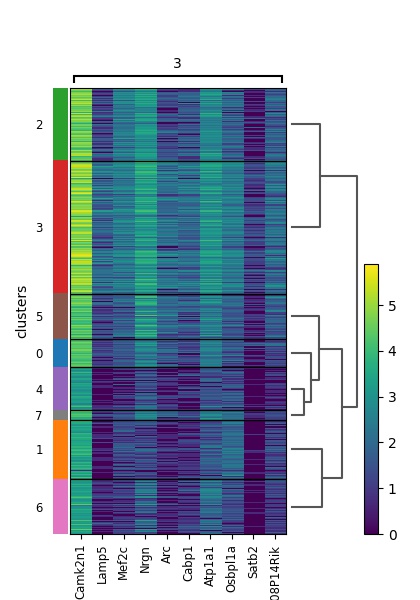 3
2
3
5
0
4
7
1
6
clusters
Camk2n1
Lamp5
Mef2c
Nrgn
Arc
Cabp1
Atp1a1
Osbpl1a
Satb2
08P14Rik
5
4
3
2
1
0